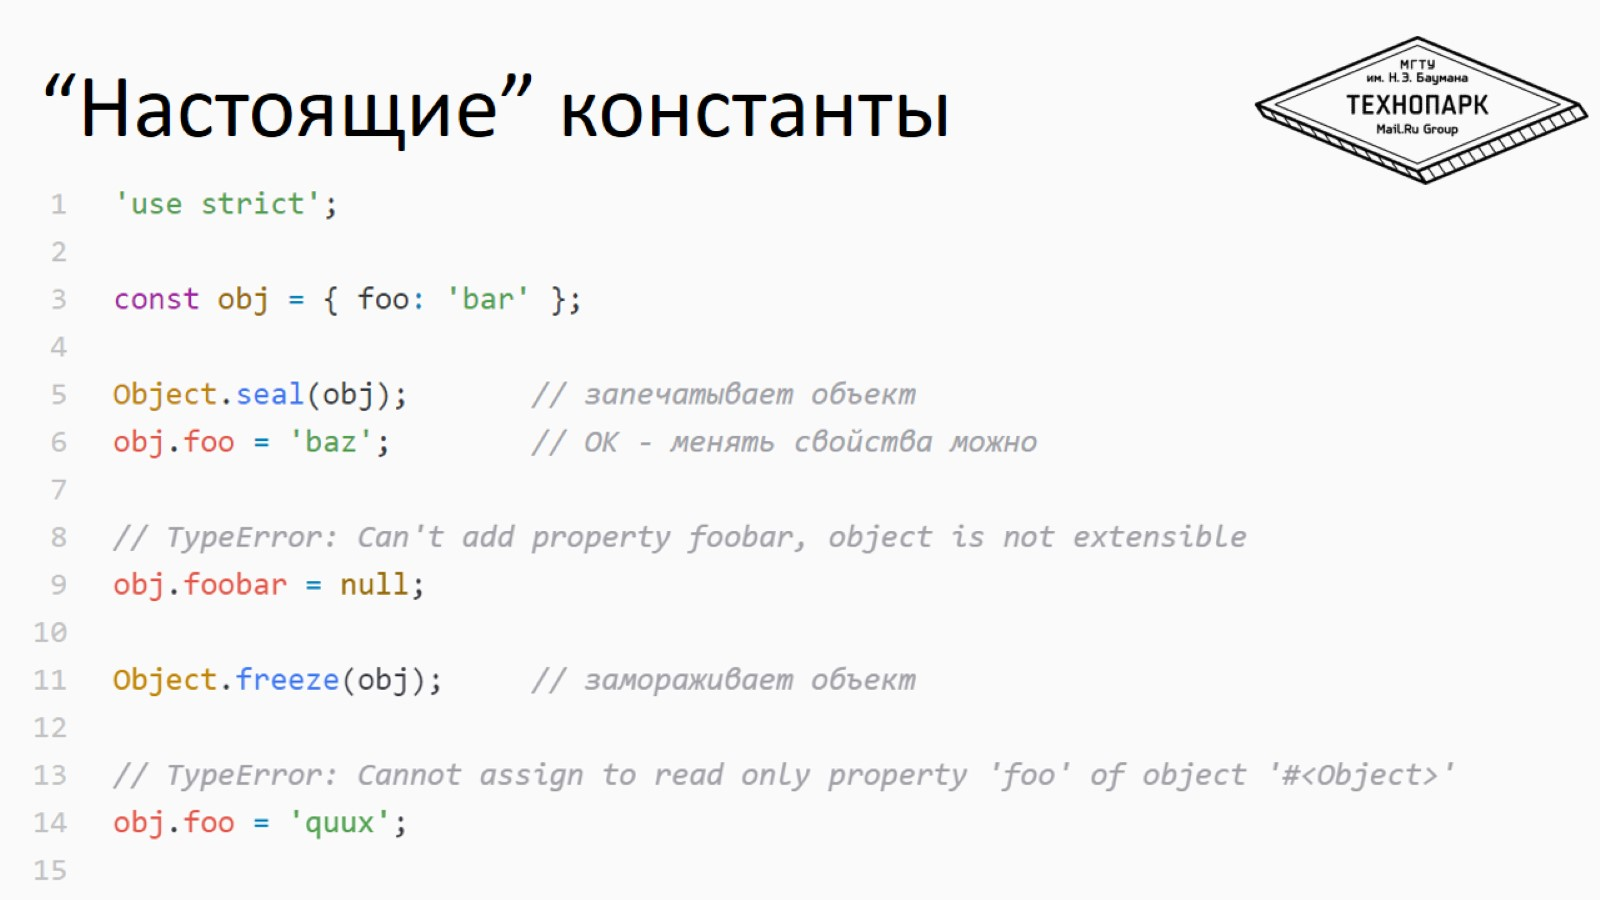 “Настоящие” константы
МГТУ
им. Н.Э. Баумана
ТЕХНОПАРК
Mail.Ru Group
1 'use strict';
2
3 const obj = { foo: 'bar' };
4
5 Object.seal(obj); // запечатывает объект
6 obj.foo = 'baz'; // ОК - менять свойства можно
7
8 // TypeError: Can't add property foobar, object is not extensible
9 obj.foobar = null;
10
11 Object.freeze(obj); // замораживает объект
12
13 // TypeError: Cannot assign to read only property 'foo' of object '#<Object>'
14 obj.foo = 'quux';
15